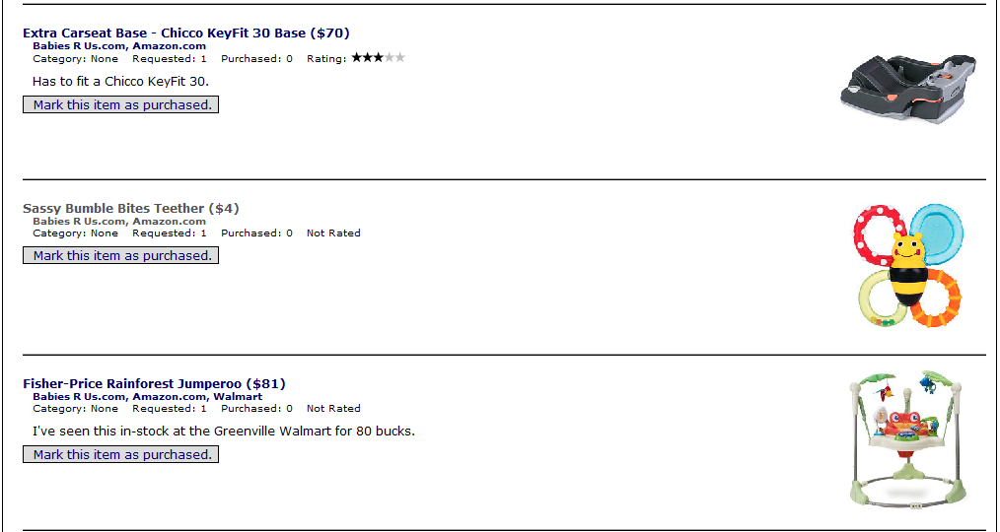 Extra Carseat Base - Chicco KeyFit 30 Base ($70)
Babies R Us.com, Amazon.com
Category: None Requested: 1 Purchased: 0 Rating: ★★★★★
Has to fit a Chicco KeyFit 30.
Mark this item as purchased.
Sassy Bumble Bites Teether ($4)
Babies R Us.com, Amazon.com
Category: None Requested: 1 Purchased: 0 Not Rated
Mark this item as purchased.
Fisher-Price Rainforest Jumperoo ($81)
Babies R Us.com, Amazon.com, Walmart
Category: None Requested: 1 Purchased: 0 Not Rated
I've seen this in-stock at the Greenville Walmart for 80 bucks.
Mark this item as purchased.